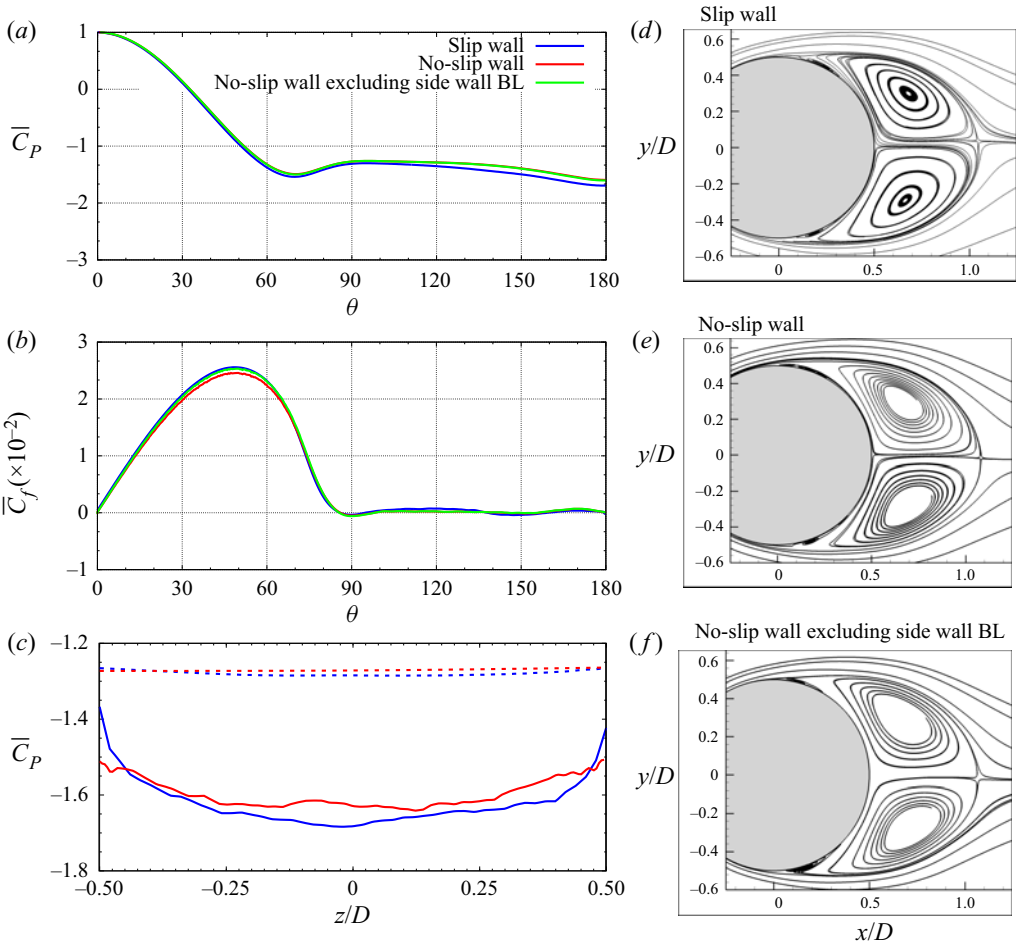 (a)
1
0
–1
–2
–3
C̅_P
Slip wall
No-slip wall
No-slip wall excluding side wall BL
0 30 60 90 120 150 180
θ
(b)
3
2
1
0
–1
C̅_f (×10⁻²)
0 30 60 90 120 150 180
θ
(c)
–1.2
–1.4
–1.6
–1.8
C̅_P
–0.50 –0.25 0 0.25 0.50
z/D
(d)
Slip wall
0.6
0.4
0.2
0
–0.2
–0.4
–0.6
y/D
0 0.5 1.0
(e)
No-slip wall
0.6
0.4
0.2
0
–0.2
–0.4
–0.6
y/D
0 0.5 1.0
(f)
No-slip wall excluding side wall BL
0.6
0.4
0.2
0
–0.2
–0.4
–0.6
y/D
0 0.5 1.0
x/D